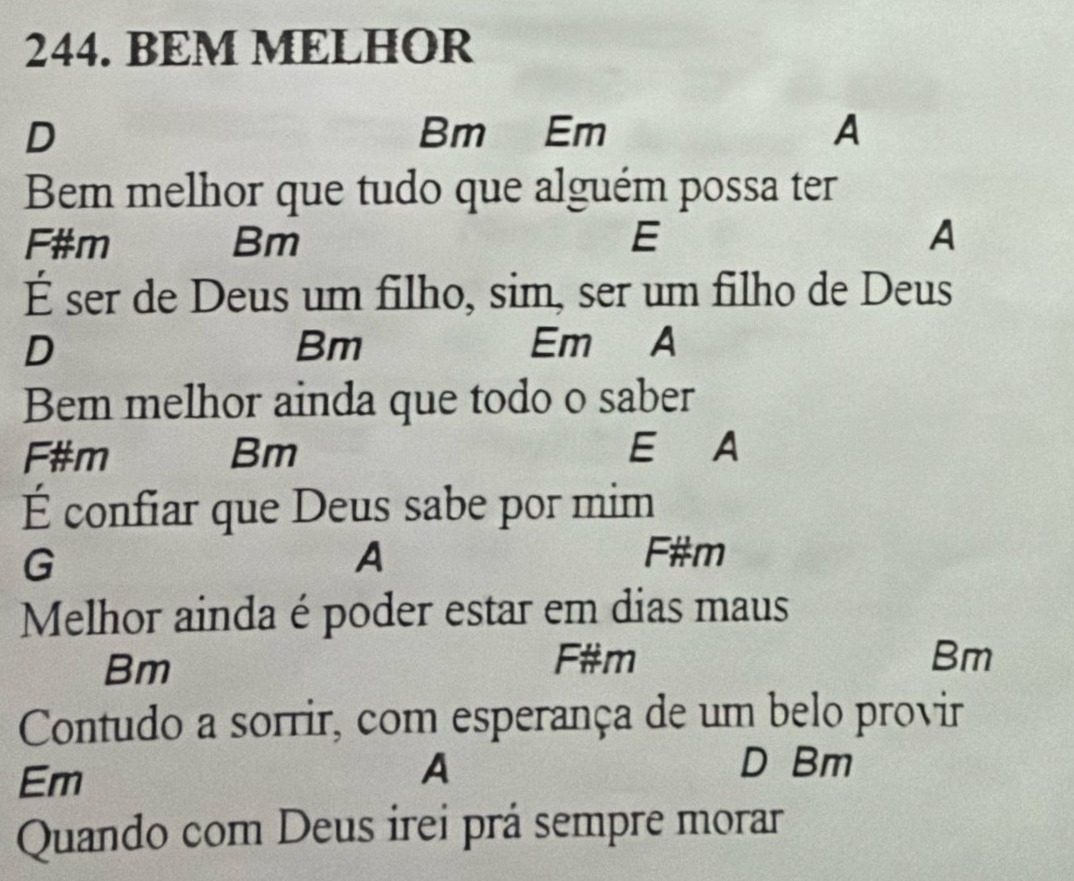 244. BEM MELHOR
D Bm Em A
Bem melhor que tudo que alguém possa ter
F#m Bm E A
É ser de Deus um filho, sim, ser um filho de Deus
D Bm Em A
Bem melhor ainda que todo o saber
F#m Bm E A
É confiar que Deus sabe por mim
G A F#m
Melhor ainda é poder estar em dias maus
Bm F#m Bm
Contudo a sorrir, com esperança de um belo provir
Em A D Bm
Quando com Deus irei prá sempre morar